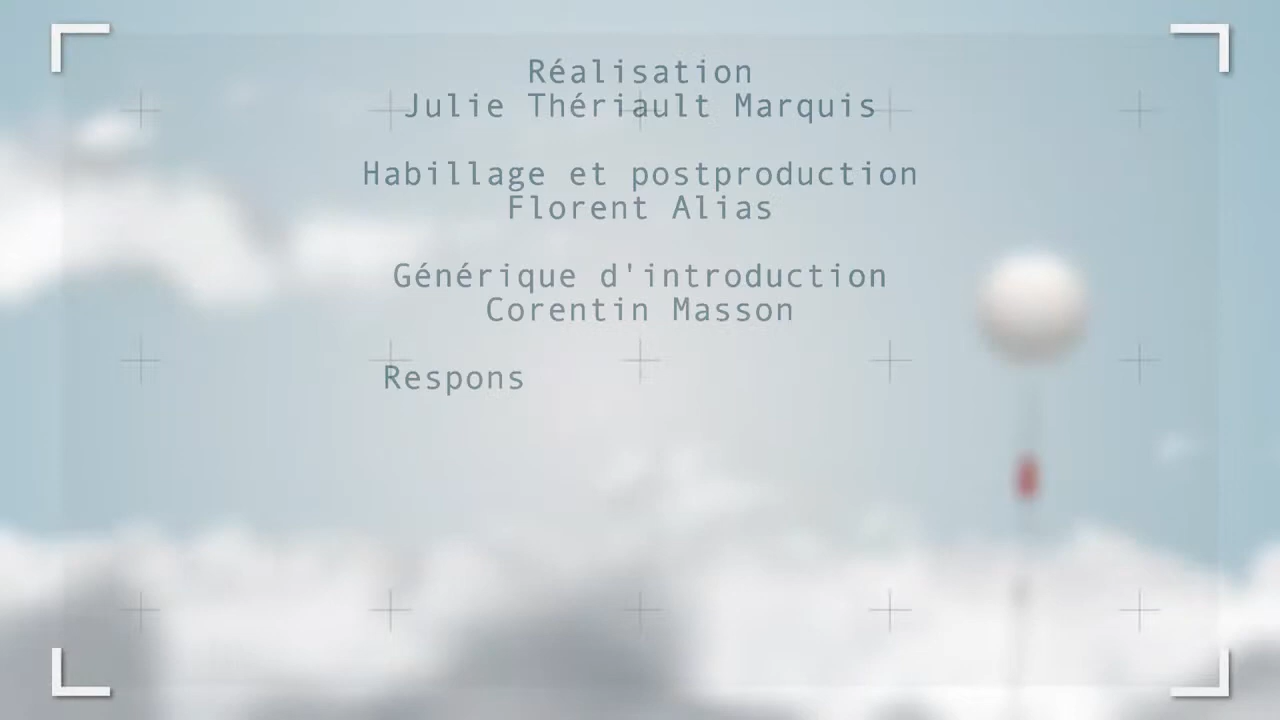 Réalisation
Julie Thériault Marquis
Habillage et postproduction
Florent Alias
Générique d'introduction
Corentin Masson
Respons